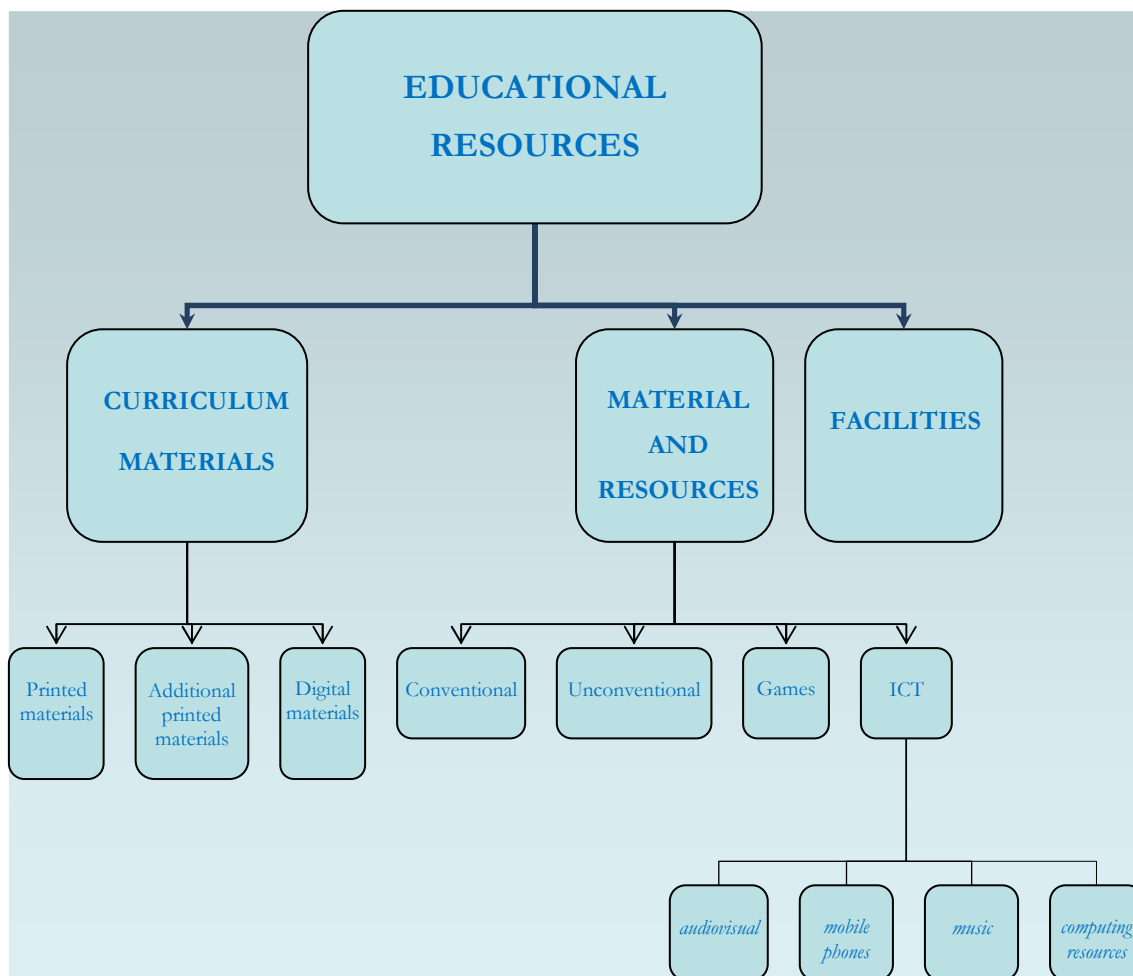 EDUCATIONAL
RESOURCES
CURRICULUM
MATERIALS
MATERIAL
AND
RESOURCES
FACILITIES
Printed
materials
Additional
printed
materials
Digital
materials
Conventional
Unconventional
Games
ICT
audiovisual
mobile
phones
music
computing
resources